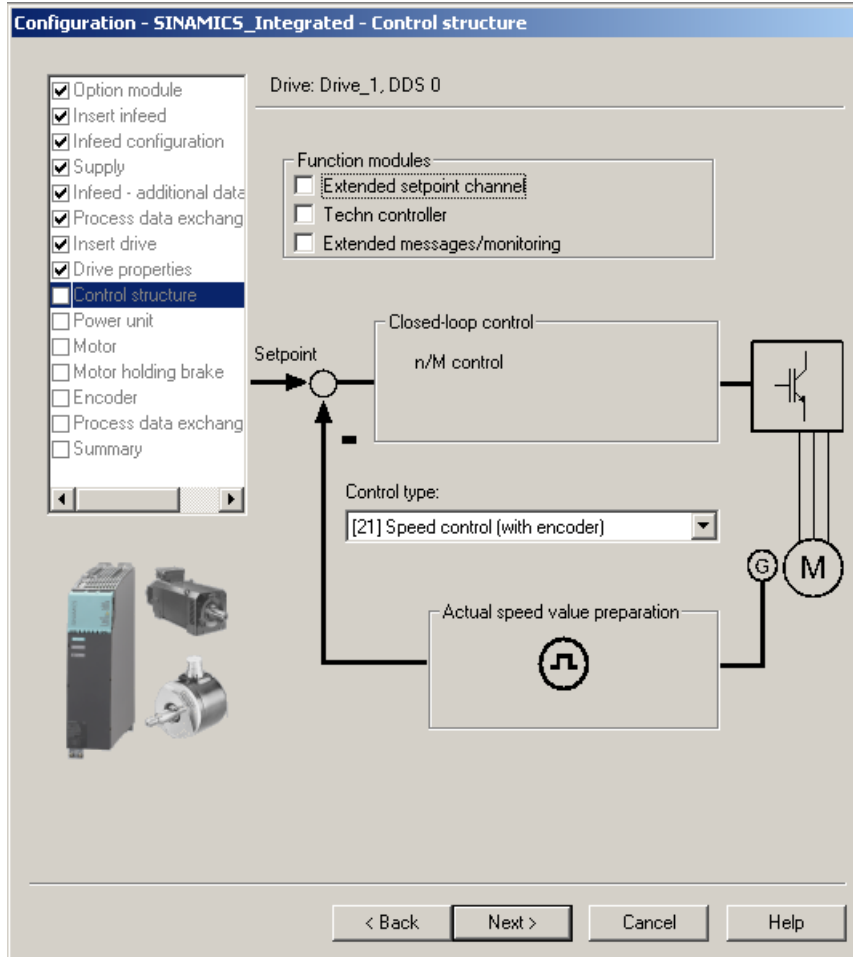 Configuration - SINAMICS_Integrated - Control structure
Option module
Insert infeed
Infeed configuration
Supply
Infeed - additional data
Process data exchang
Insert drive
Drive properties
Control structure
Power unit
Motor
Motor holding brake
Encoder
Process data exchang
Summary
Drive: Drive_1, DDS 0
Function modules
Extended setpoint channel
Techn controller
Extended messages/monitoring
Setpoint
Closed-loop control
n/M control
Control type:
[21] Speed control (with encoder)
G
M
Actual speed value preparation
< Back
Next >
Cancel
Help